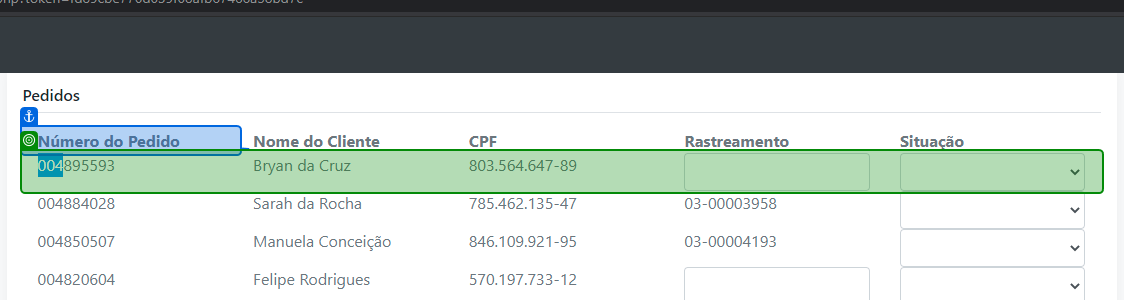 Pedidos
Número do Pedido Nome do Cliente CPF Rastreamento Situação
004895593 Bryan da Cruz 803.564.647-89
004884028 Sarah da Rocha 785.462.135-47 03-00003958
004850507 Manuela Conceição 846.109.921-95 03-00004193
004820604 Felipe Rodrigues 570.197.733-12